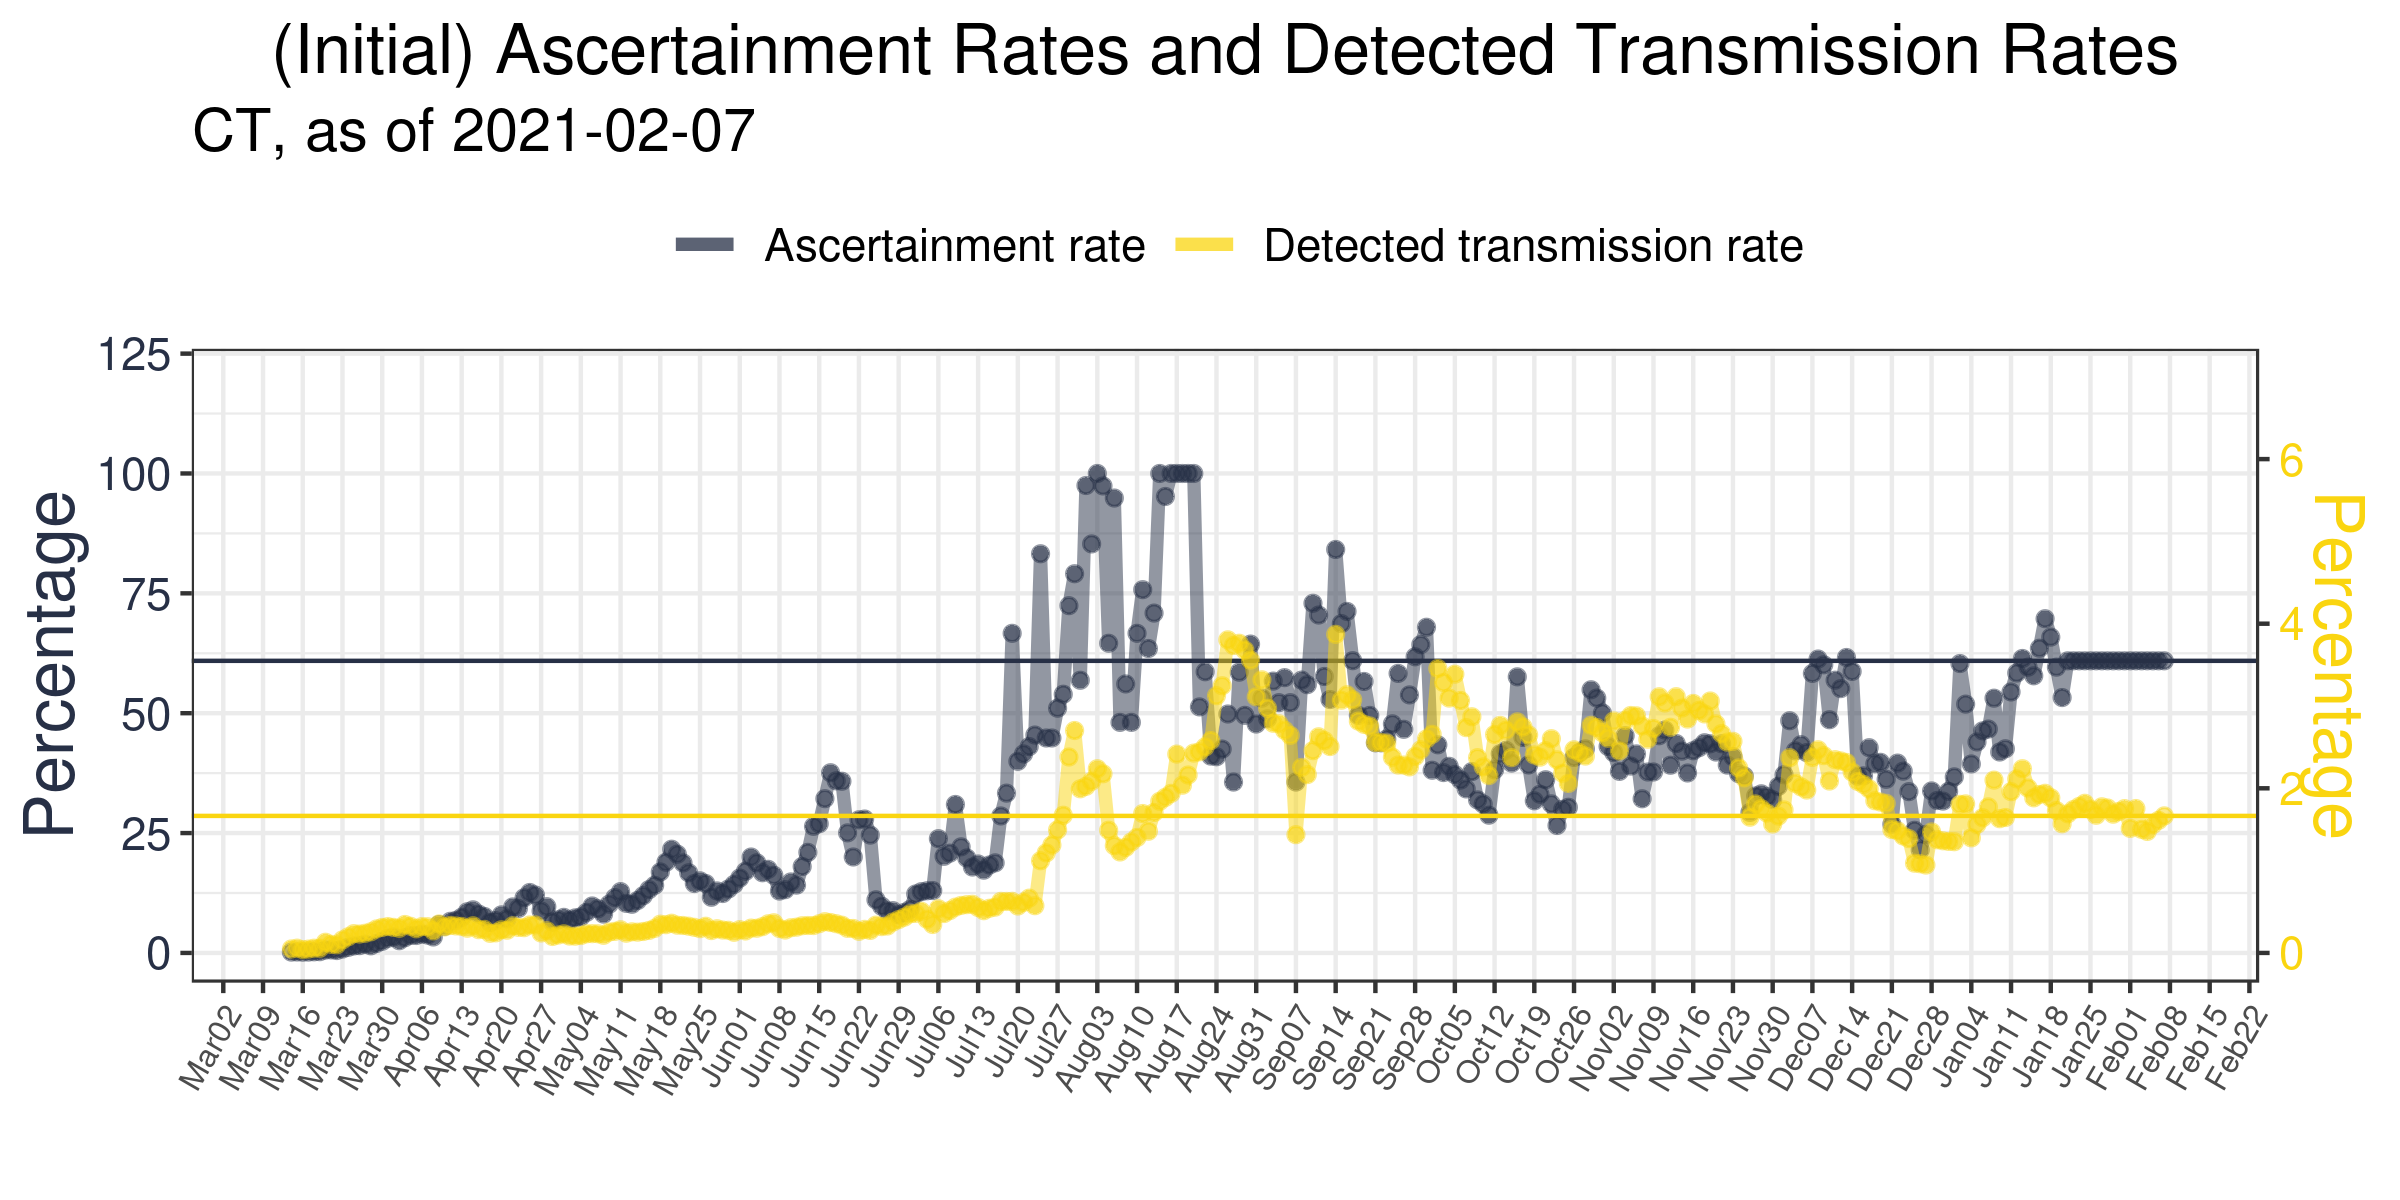 (Initial) Ascertainment Rates and Detected Transmission Rates
CT, as of 2021-02-07
Ascertainment rate Detected transmission rate
Percentage
125
100
75
50
25
0
6
4
2
0
Percentage
Mar02 Mar09 Mar16 Mar23 Mar30 Apr06 Apr13 Apr20 Apr27 May04 May11 May18 May25 Jun01 Jun08 Jun15 Jun22 Jun29 Jul06 Jul13 Jul20 Jul27 Aug03 Aug10 Aug17 Aug24 Aug31 Sep07 Sep14 Sep21 Sep28 Oct05 Oct12 Oct19 Oct26 Nov02 Nov09 Nov16 Nov23 Nov30 Dec07 Dec14 Dec21 Dec28 Jan04 Jan11 Jan18 Jan25 Feb01 Feb08 Feb15 Feb22